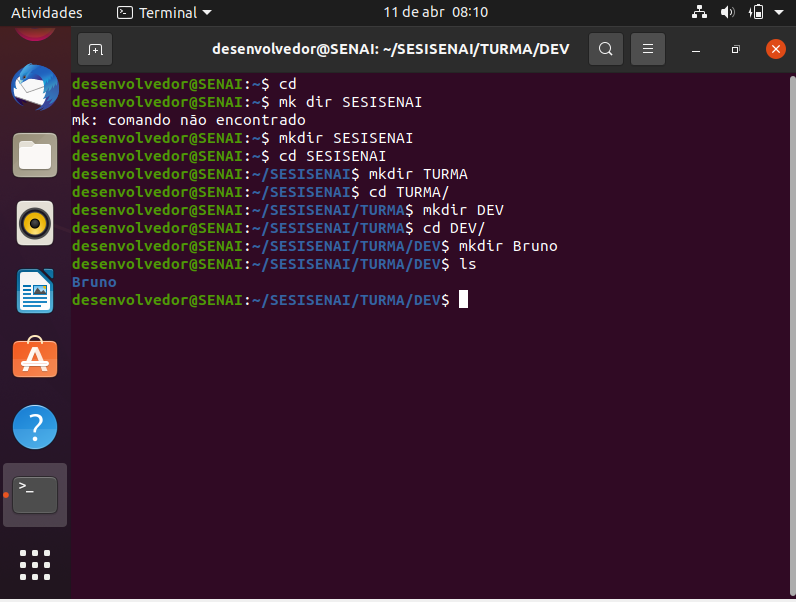 Atividades
Terminal
11 de abr 08:10
desenvolvedor@SENAI: ~/SESISENAI/TURMA/DEV
desenvolvedor@SENAI:~$ cd
desenvolvedor@SENAI:~$ mk dir SESISENAI
mk: comando não encontrado
desenvolvedor@SENAI:~$ mkdir SESISENAI
desenvolvedor@SENAI:~$ cd SESISENAI
desenvolvedor@SENAI:~/SESISENAI$ mkdir TURMA
desenvolvedor@SENAI:~/SESISENAI$ cd TURMA/
desenvolvedor@SENAI:~/SESISENAI/TURMA$ mkdir DEV
desenvolvedor@SENAI:~/SESISENAI/TURMA$ cd DEV/
desenvolvedor@SENAI:~/SESISENAI/TURMA/DEV$ mkdir Bruno
desenvolvedor@SENAI:~/SESISENAI/TURMA/DEV$ ls
Bruno
desenvolvedor@SENAI:~/SESISENAI/TURMA/DEV$